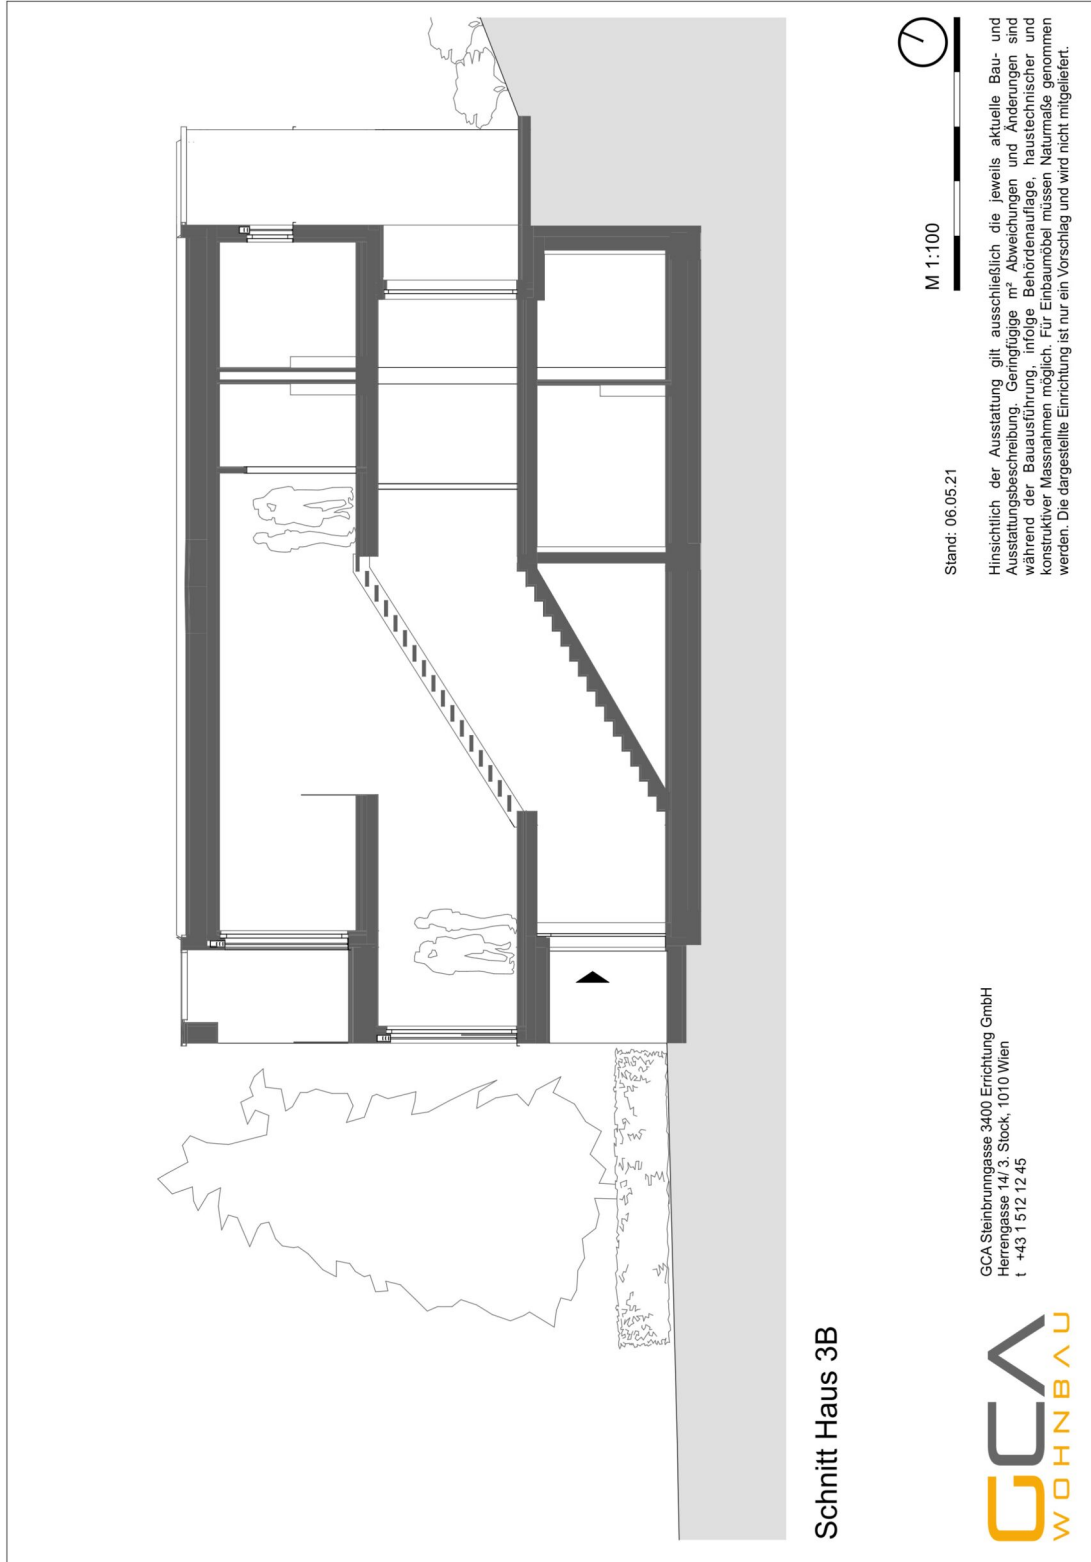 Schnitt Haus 3B
GCA
WOHNBAU
GCA Steinbrunngasse 3400 Errichtung GmbH
Herrengasse 14/ 3. Stock, 1010 Wien
t +43 1 512 12 45
Stand: 06.05.21
M 1:100
Hinsichtlich der Ausstattung gilt ausschließlich die jeweils aktuelle Bau- und
Ausstattungsbeschreibung. Geringfügige m² Abweichungen und Änderungen sind
während der Bauausführung, infolge Behördenauflage, haustechnischer und
konstruktiver Massnahmen möglich. Für Einbaumöbel müssen Naturmaße genommen
werden. Die dargestellte Einrichtung ist nur ein Vorschlag und wird nicht mitgeliefert.